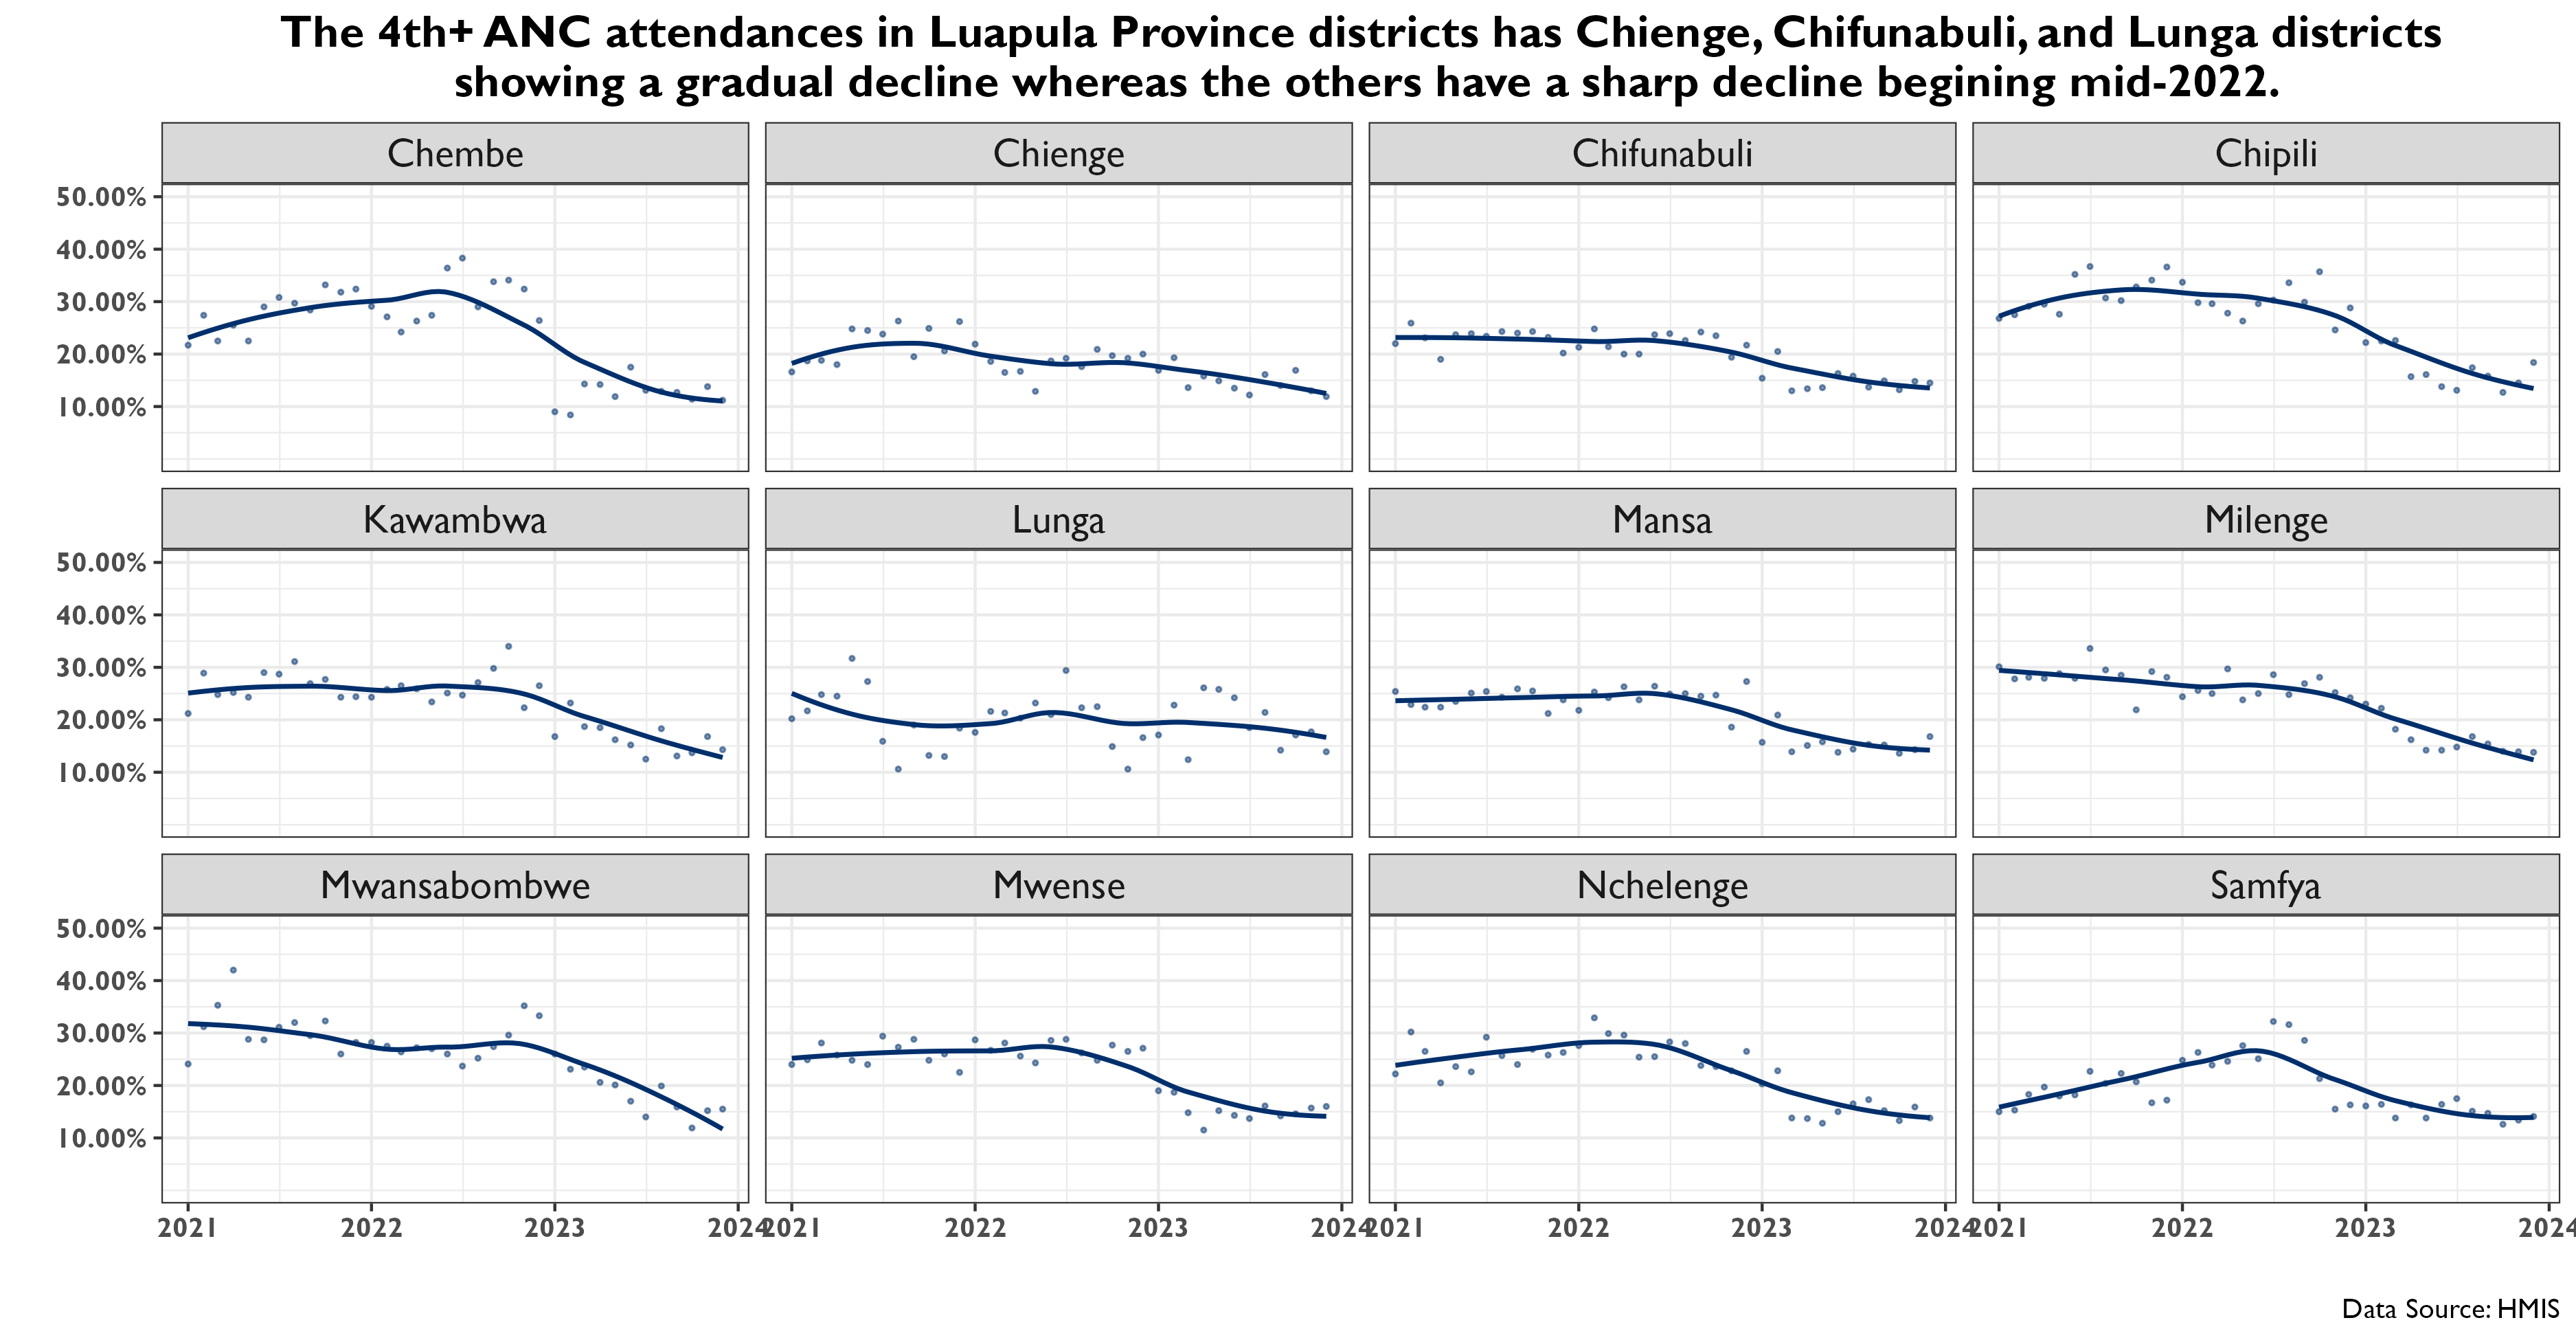 The 4th+ ANC attendances in Luapula Province districts has Chienge, Chifunabuli, and Lunga districts
showing a gradual decline whereas the others have a sharp decline begining mid-2022.
Chembe
Chienge
Chifunabuli
Chipili
50.00%
40.00%
30.00%
20.00%
10.00%
Kawambwa
Lunga
Mansa
Milenge
50.00%
40.00%
30.00%
20.00%
10.00%
Mwansabombwe
Mwense
Nchelenge
Samfya
50.00%
40.00%
30.00%
20.00%
10.00%
2021 2022 2023 2024 2021 2022 2023 2024 2021 2022 2023 2024 2021 2022 2023 2024
Data Source: HMIS